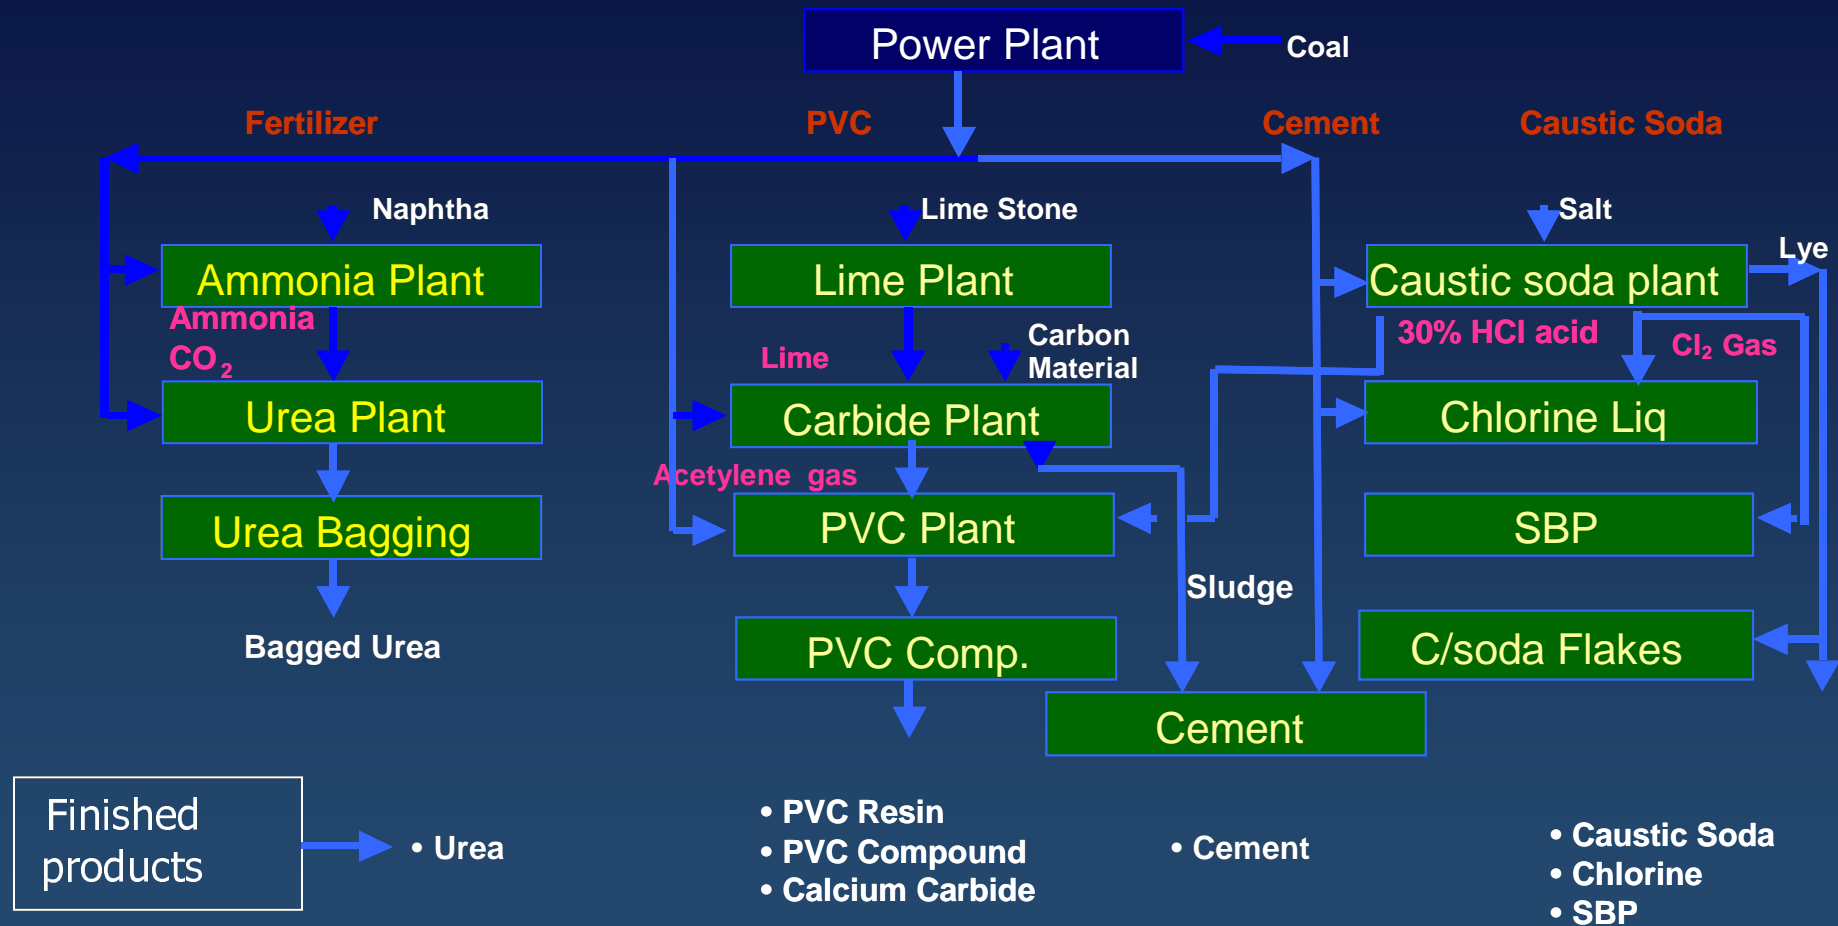 Power Plant
Coal
Fertilizer
PVC
Cement
Caustic Soda
Naphtha
Lime Stone
Salt
Lye
Ammonia Plant
Lime Plant
Caustic soda plant
Ammonia
CO₂
Lime
Carbon
Material
30% HCl acid
Cl₂ Gas
Urea Plant
Carbide Plant
Chlorine Liq
Acetylene gas
Urea Bagging
PVC Plant
SBP
Sludge
Bagged Urea
PVC Comp.
C/soda Flakes
Cement
Finished
products
• Urea
• PVC Resin
• PVC Compound
• Calcium Carbide
• Cement
• Caustic Soda
• Chlorine
• SBP